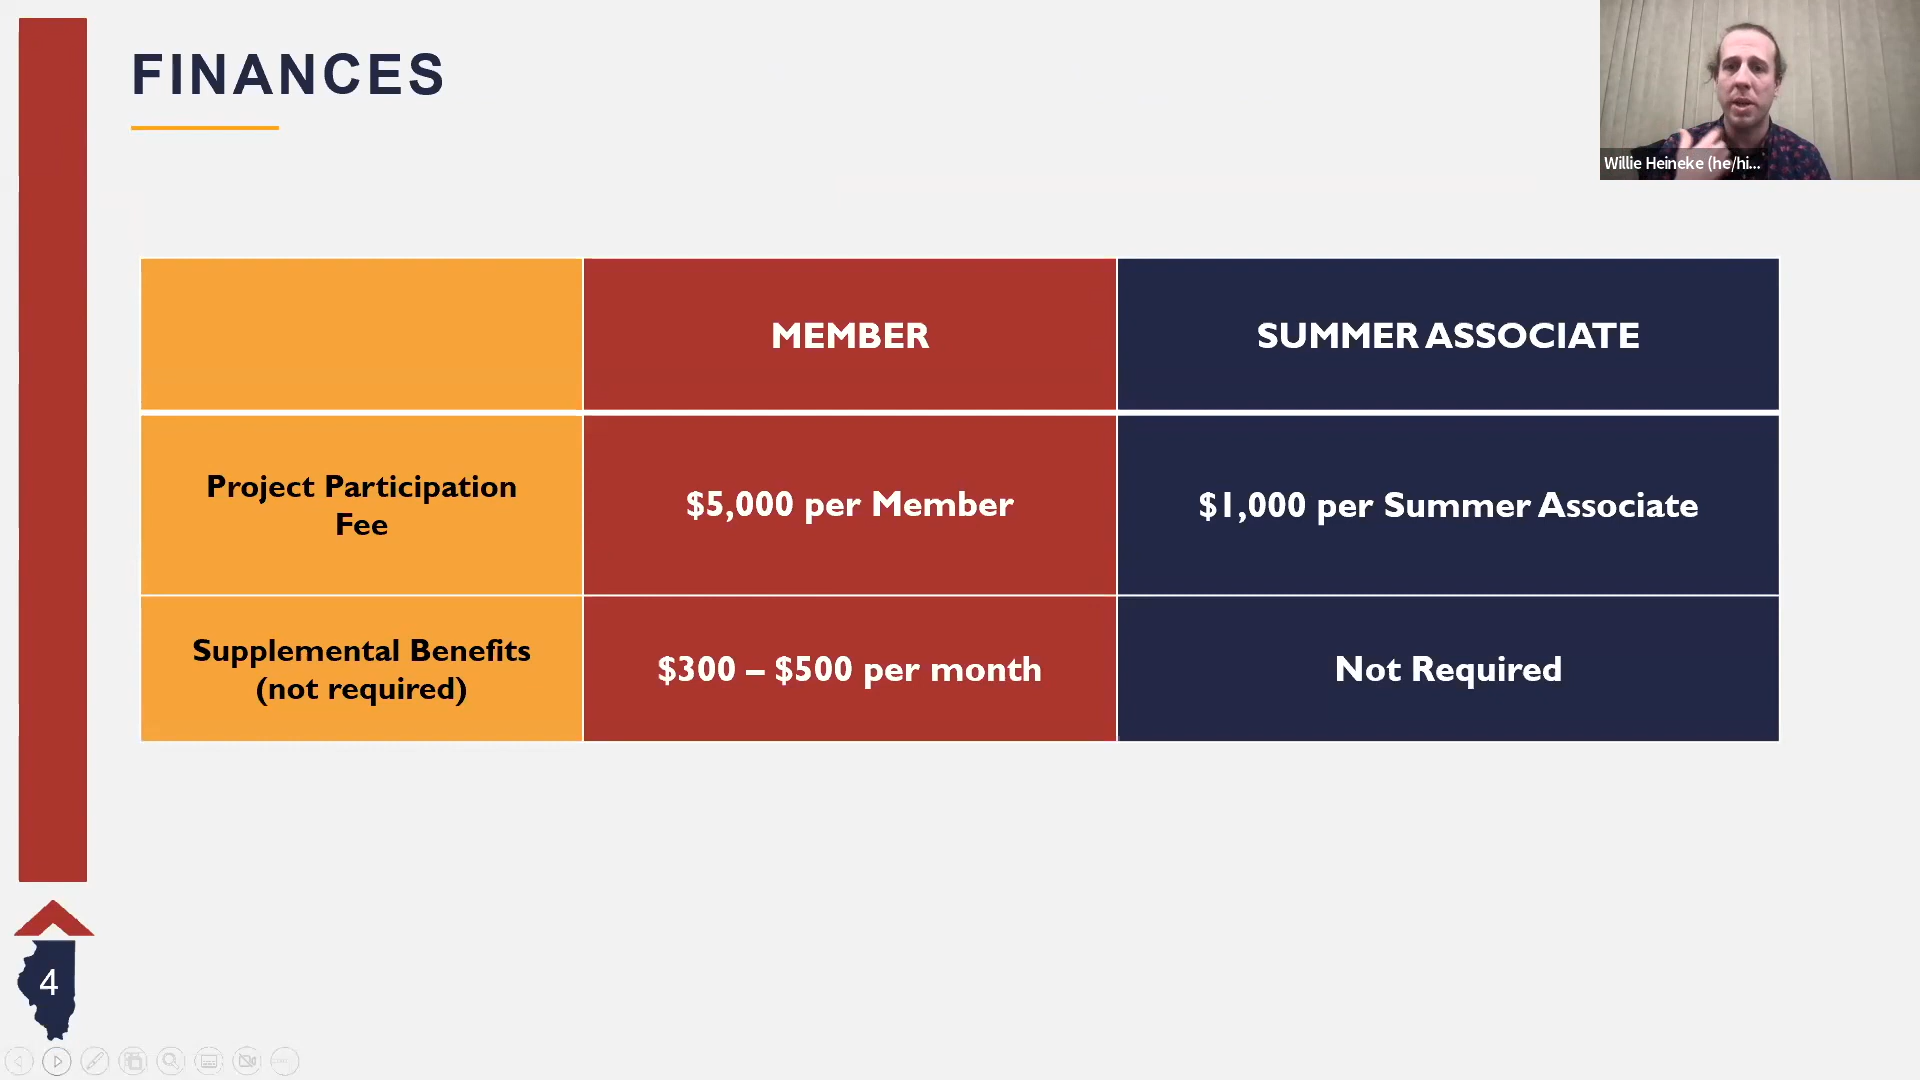 FINANCES
Willie Heineke (he/hi...
MEMBER
SUMMER ASSOCIATE
Project Participation
Fee
$5,000 per Member
$1,000 per Summer Associate
Supplemental Benefits
(not required)
$300 – $500 per month
Not Required
4